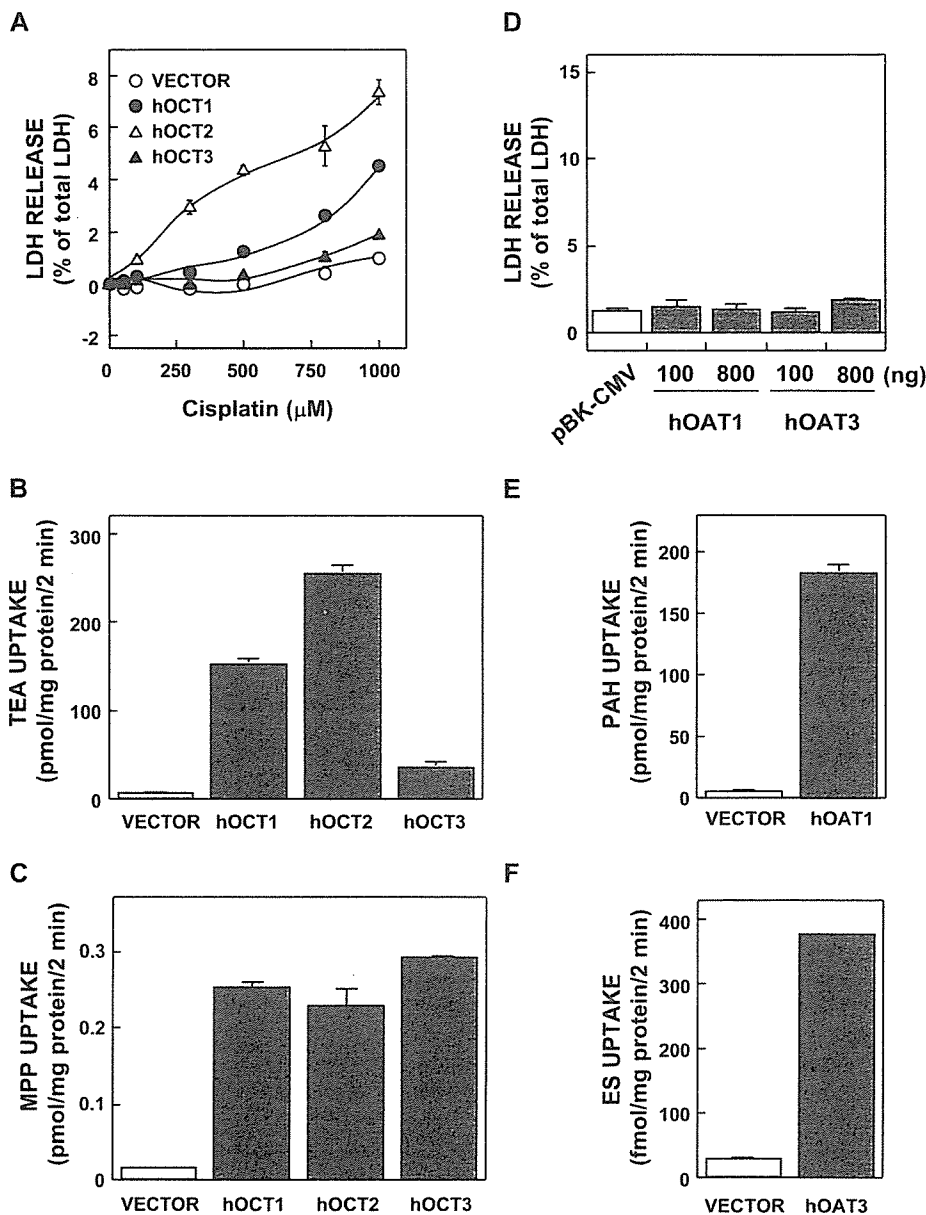 A
LDH RELEASE
(% of total LDH)
8
6
4
2
0
-2
VECTOR
hOCT1
hOCT2
hOCT3
0 250 500 750 1000
Cisplatin (µM)
D
LDH RELEASE
(% of total LDH)
15
10
5
0
pBK-CMV
100 800 100 800 (ng)
hOAT1 hOAT3
B
TEA UPTAKE
(pmol/mg protein/2 min)
300
200
100
0
VECTOR hOCT1 hOCT2 hOCT3
E
PAH UPTAKE
(pmol/mg protein/2 min)
200
150
100
50
0
VECTOR hOAT1
C
MPP UPTAKE
(pmol/mg protein/2 min)
0.3
0.2
0.1
0
VECTOR hOCT1 hOCT2 hOCT3
F
ES UPTAKE
(fmol/mg protein/2 min)
400
300
200
100
0
VECTOR hOAT3